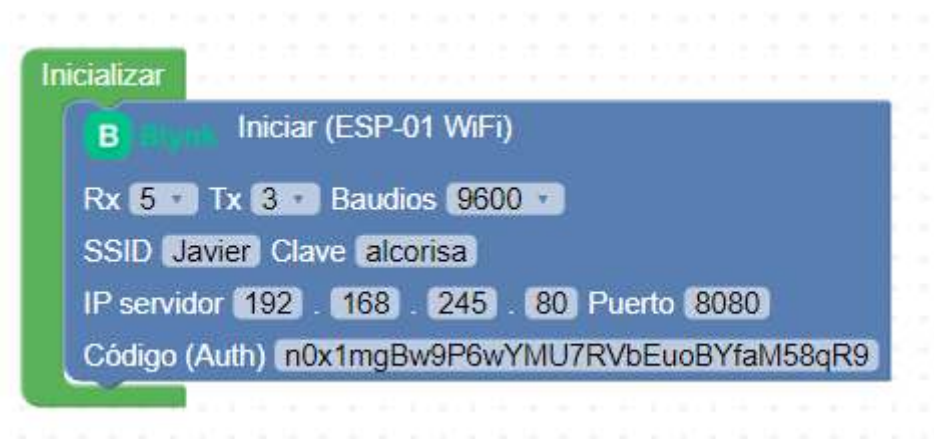 Inicializar
B Blynk Iniciar (ESP-01 WiFi)
Rx 5 Tx 3 Baudios 9600
SSID Javier Clave alcorisa
IP servidor 192 . 168 . 245 . 80 Puerto 8080
Código (Auth) n0x1mgBw9P6wYMU7RVbEuoBYfaM58qR9